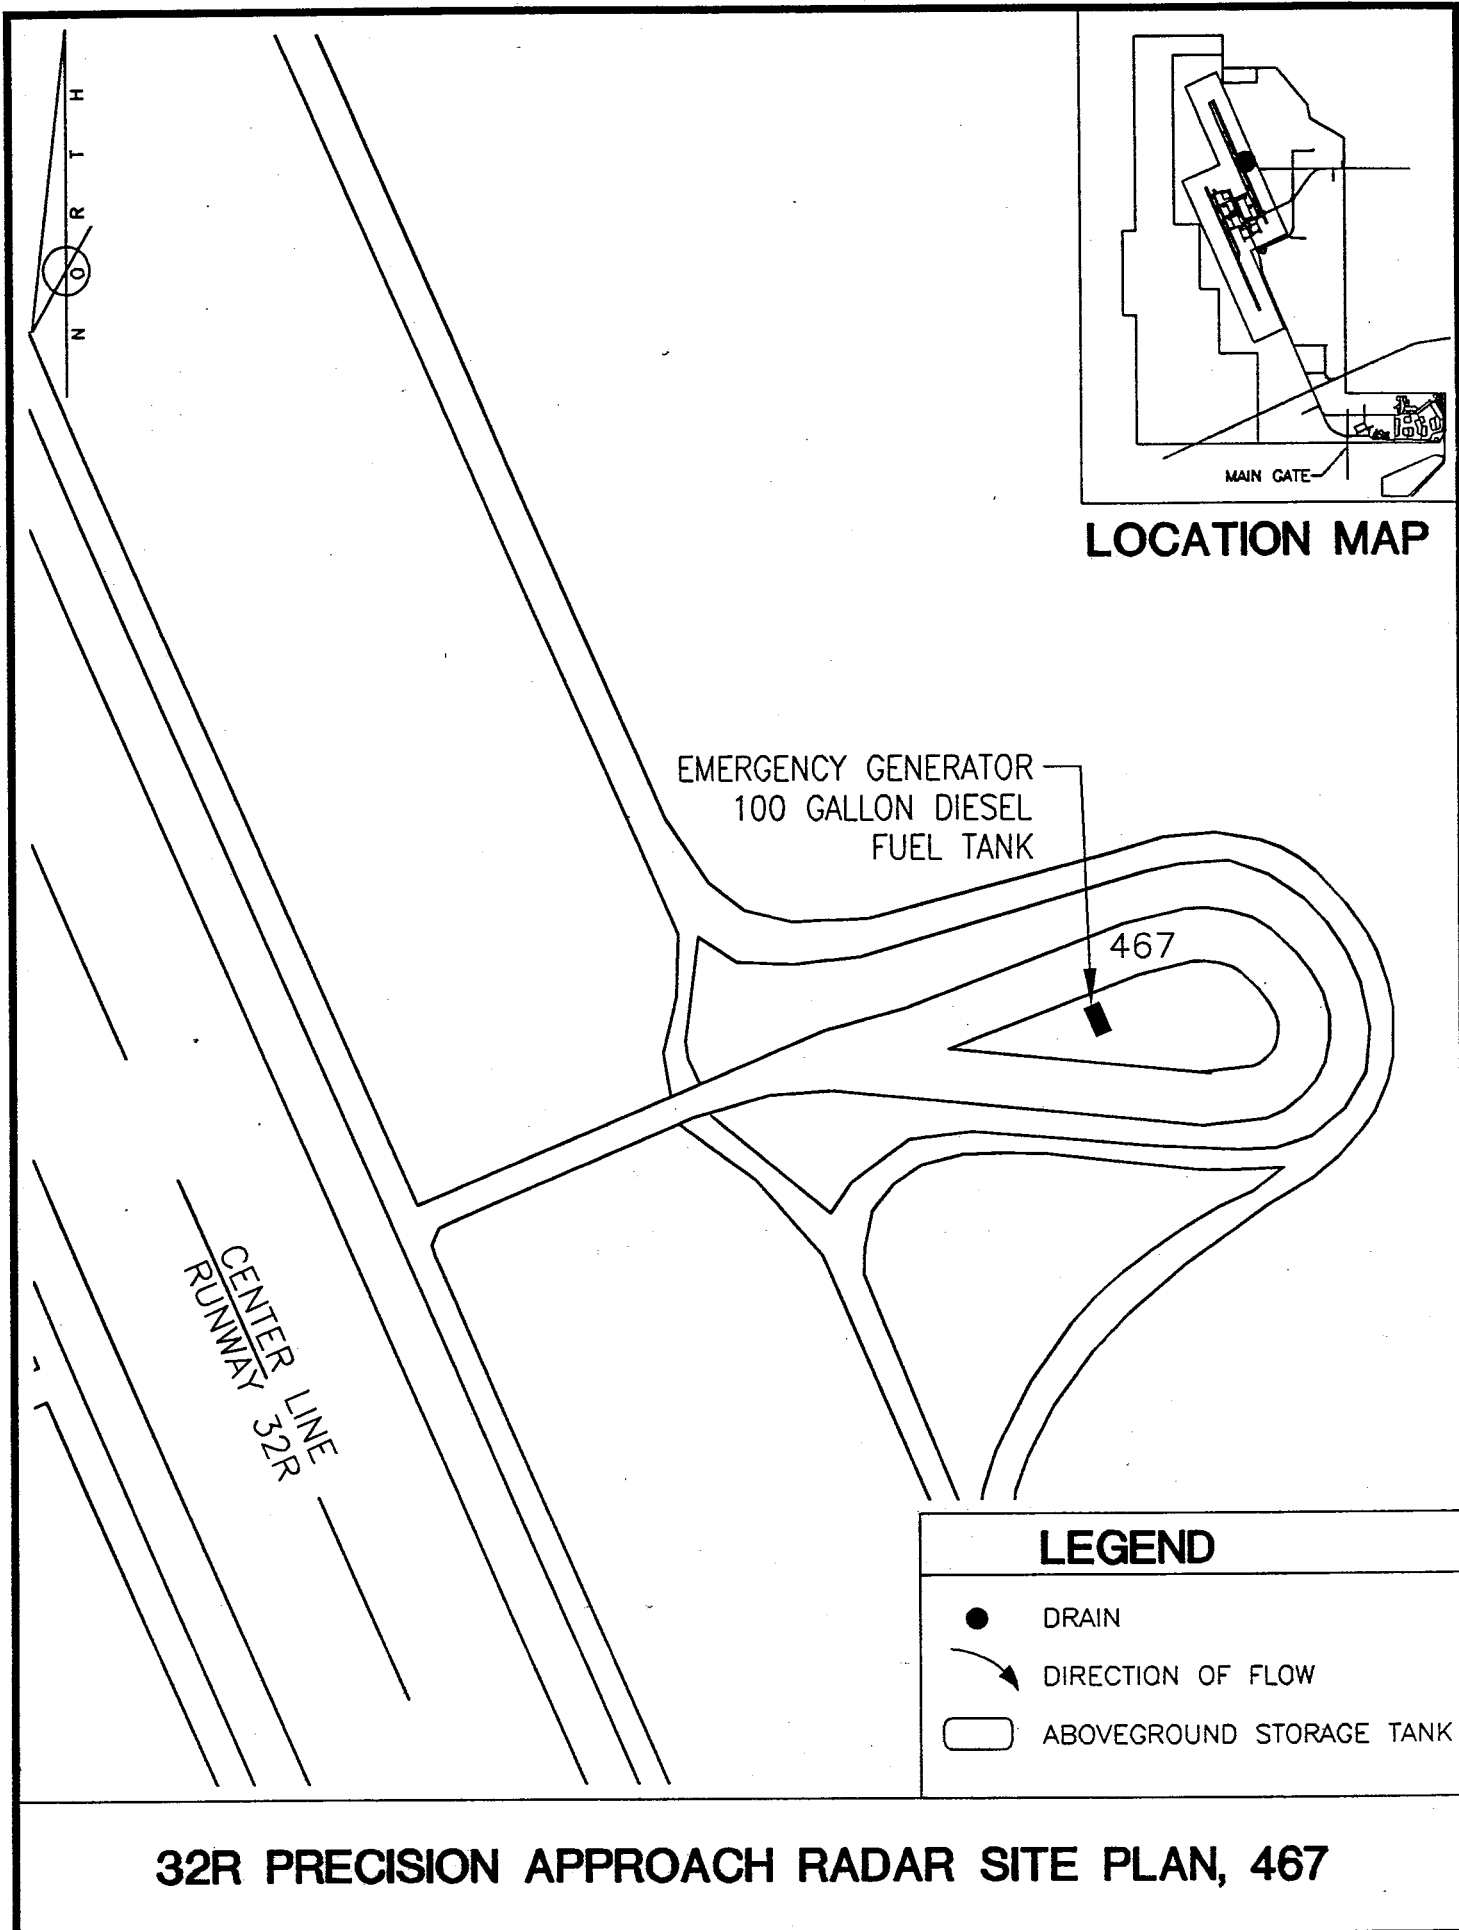 NORTH
MAIN GATE
LOCATION MAP
EMERGENCY GENERATOR
100 GALLON DIESEL
FUEL TANK
467
CENTER LINE
RUNWAY 32R
LEGEND
DRAIN
DIRECTION OF FLOW
ABOVEGROUND STORAGE TANK
32R PRECISION APPROACH RADAR SITE PLAN, 467